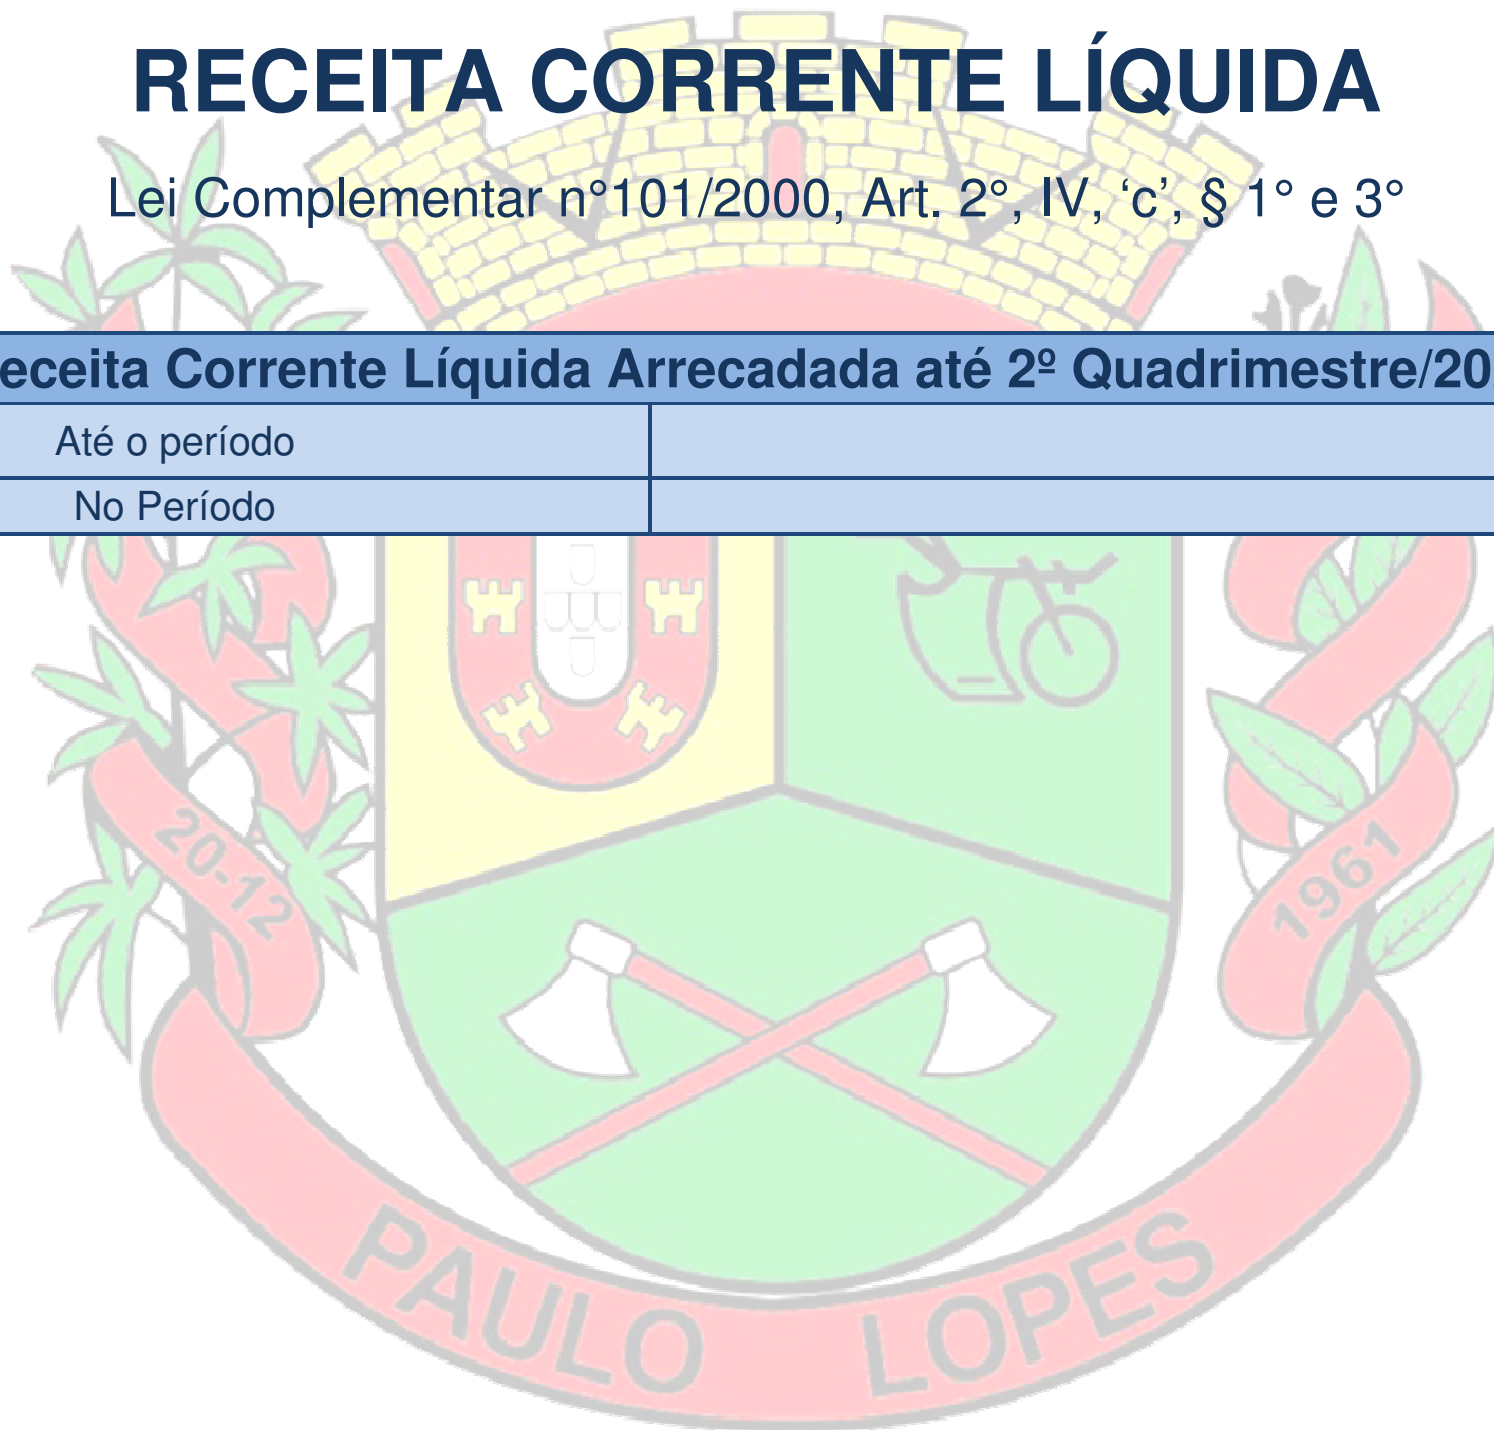 RECEITA CORRENTE LÍQUIDA
Lei Complementar n°101/2000, Art. 2°, IV, ‘c’, § 1° e 3°
eceita Corrente Líquida Arrecadada até 2º Quadrimestre/20
Até o período
No Período
20-12
1961
PAULO LOPES